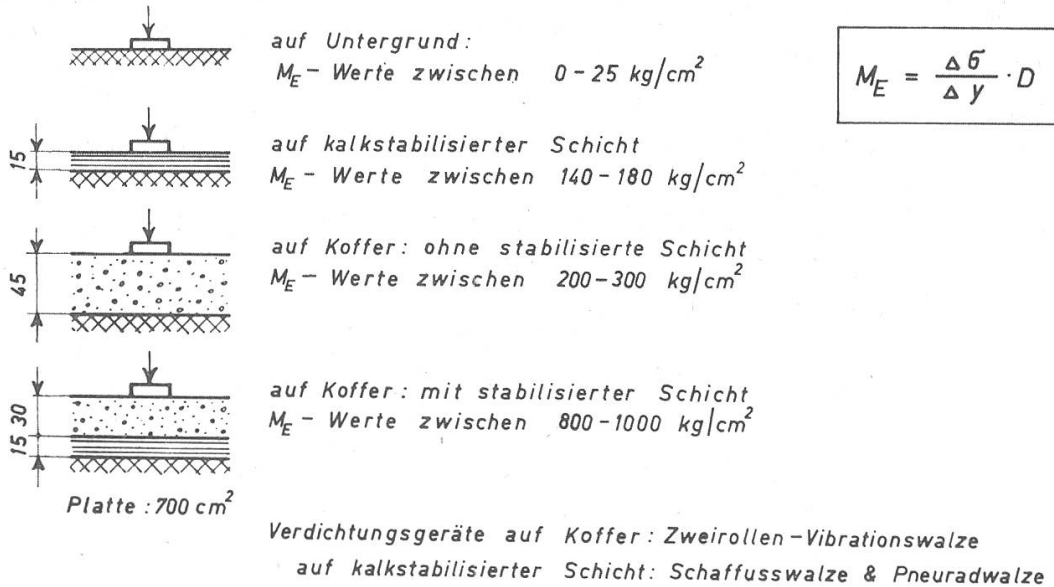 auf Untergrund:
M_E - Werte zwischen 0 - 25 kg/cm²
M_E = Δσ/Δy · D
15
auf kalkstabilisierter Schicht
M_E - Werte zwischen 140 - 180 kg/cm²
45
auf Koffer: ohne stabilisierte Schicht
M_E - Werte zwischen 200 - 300 kg/cm²
15 30
auf Koffer: mit stabilisierter Schicht
M_E - Werte zwischen 800 - 1000 kg/cm²
Platte: 700 cm²
Verdichtungsgeräte auf Koffer: Zweirollen-Vibrationswalze
auf kalkstabilisierter Schicht: Schaffusswalze & Pneuradwalze